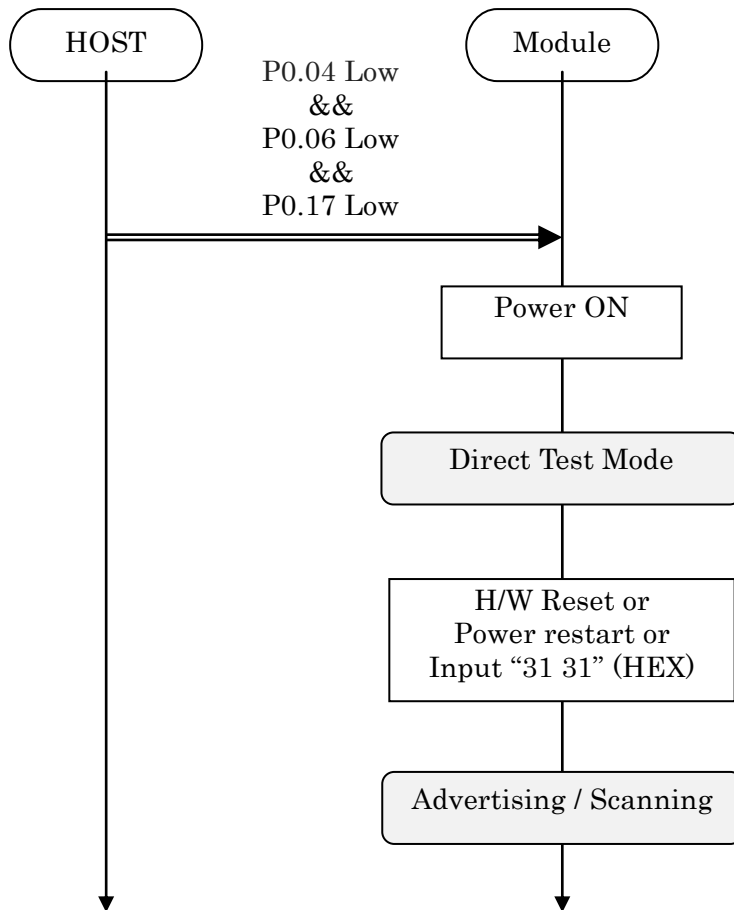 HOST
Module
P0.04 Low
&&
P0.06 Low
&&
P0.17 Low
Power ON
Direct Test Mode
H/W Reset or
Power restart or
Input “31 31” (HEX)
Advertising / Scanning